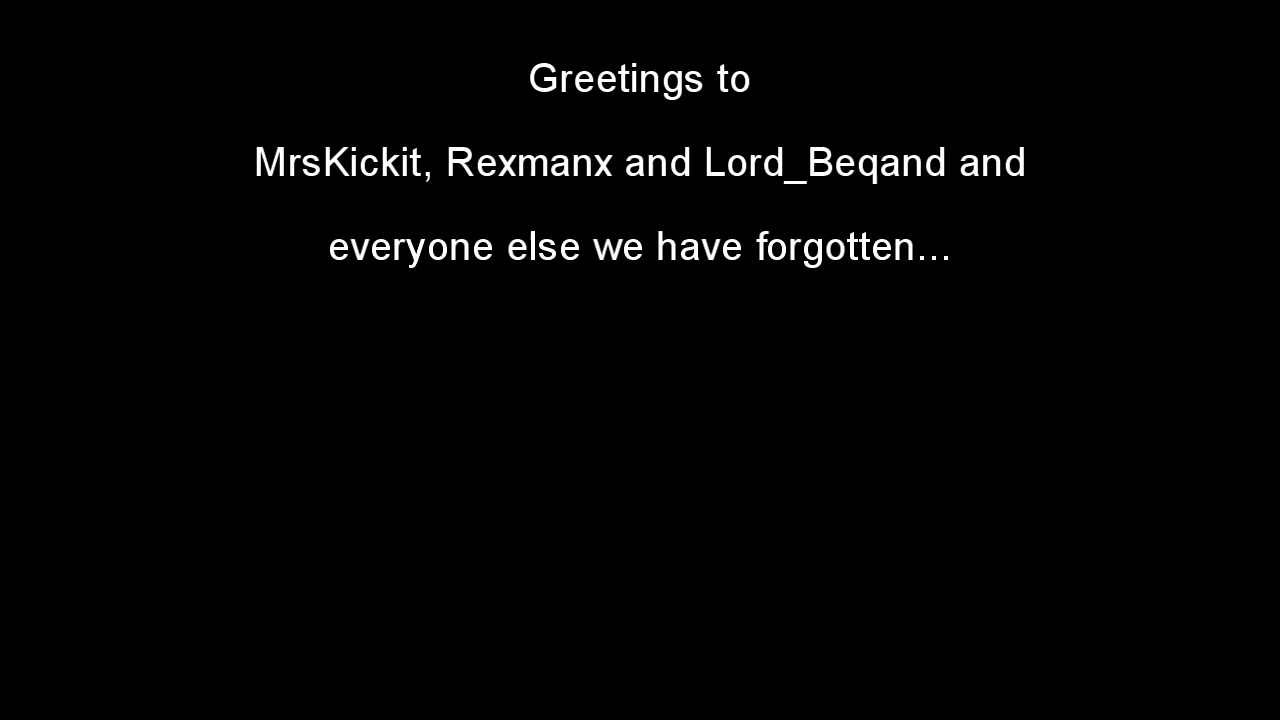 Greetings to
MrsKickit, Rexmanx and Lord_Beqand and
everyone else we have forgotten...